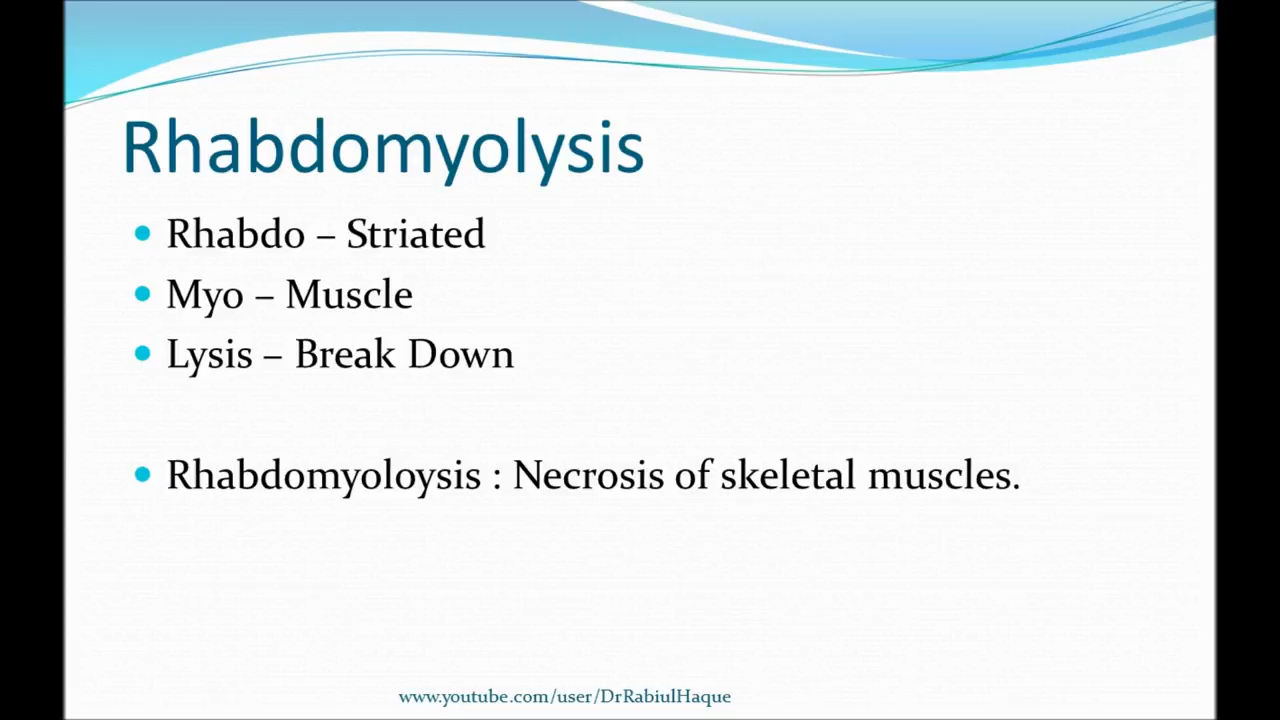 Rhabdomyolysis
Rhabdo – Striated
Myo – Muscle
Lysis – Break Down
Rhabdomyoloysis : Necrosis of skeletal muscles.
www.youtube.com/user/DrRabiulHaque